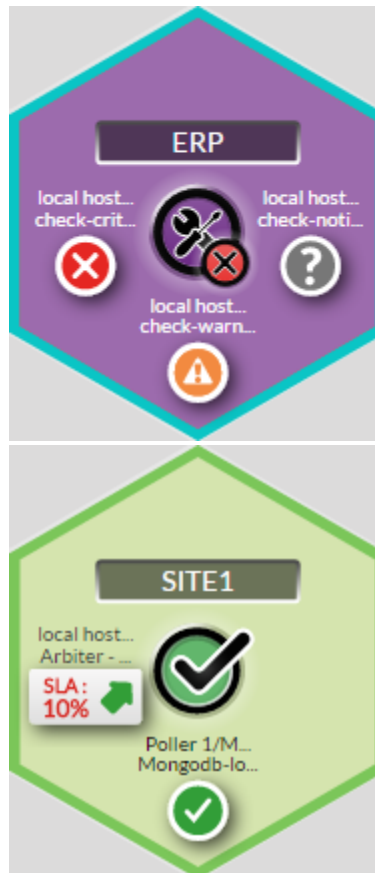 ERP
local host...
check-crit...
local host...
check-noti...
local host...
check-warn...
SITE1
local host...
Arbiter - ...
SLA :
10%
Poller 1/M...
Mongodb-lo...